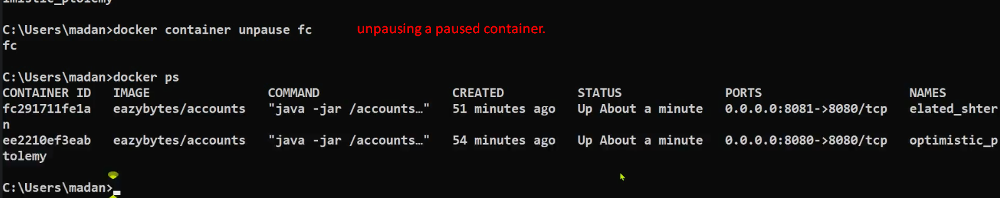 imistic_ptolemy
C:\Users\madan>docker container unpause fc unpausing a paused container.
fc
C:\Users\madan>docker ps
CONTAINER ID IMAGE COMMAND CREATED STATUS PORTS NAMES
fc291711fe1a eazybytes/accounts "java -jar /accounts…" 51 minutes ago Up About a minute 0.0.0.0:8081->8080/tcp elated_shter
n
ee2210ef3eab eazybytes/accounts "java -jar /accounts…" 54 minutes ago Up About a minute 0.0.0.0:8080->8080/tcp optimistic_p
tolemy
C:\Users\madan>